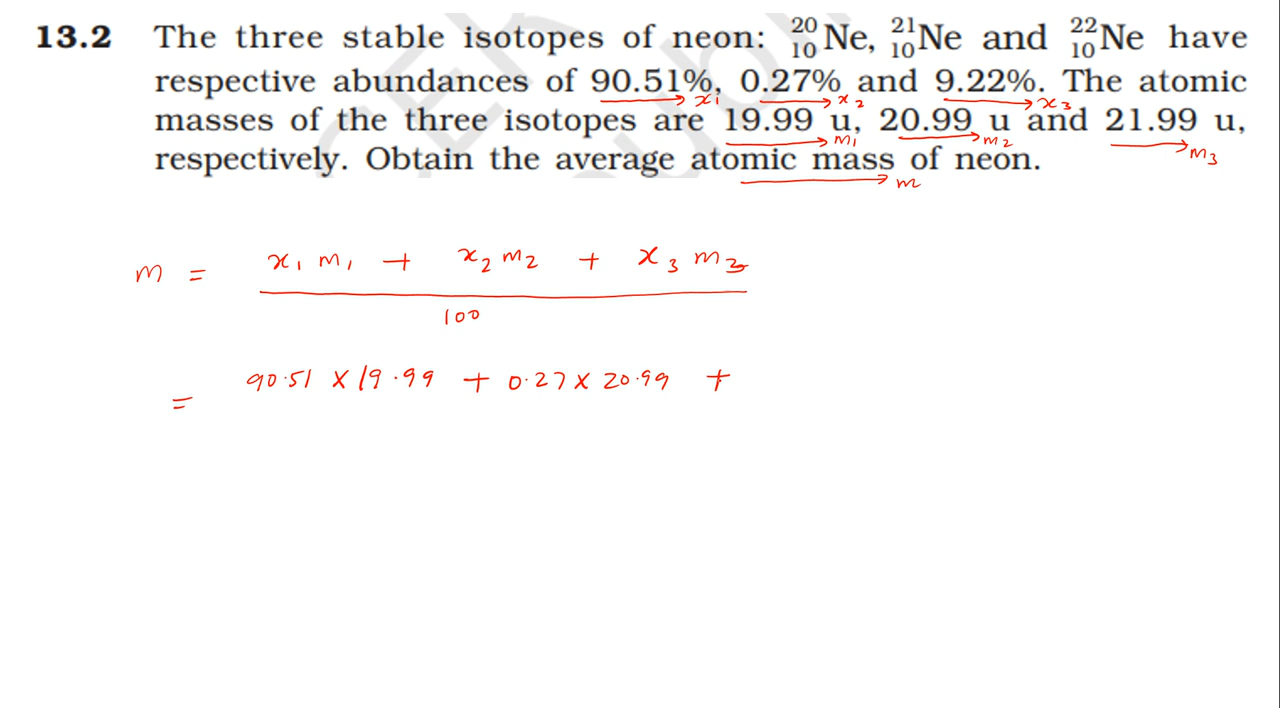 13.2 The three stable isotopes of neon: ²⁰₁₀Ne, ²¹₁₀Ne and ²²₁₀Ne have
respective abundances of 90.51%, 0.27% and 9.22%. The atomic
x₁ x₂ x₃
masses of the three isotopes are 19.99 u, 20.99 u and 21.99 u,
m₁ m₂ m₃
respectively. Obtain the average atomic mass of neon.
m
m = x₁ m₁ + x₂ m₂ + x₃ m₃
100
= 90.51 × 19.99 + 0.27 × 20.99 +